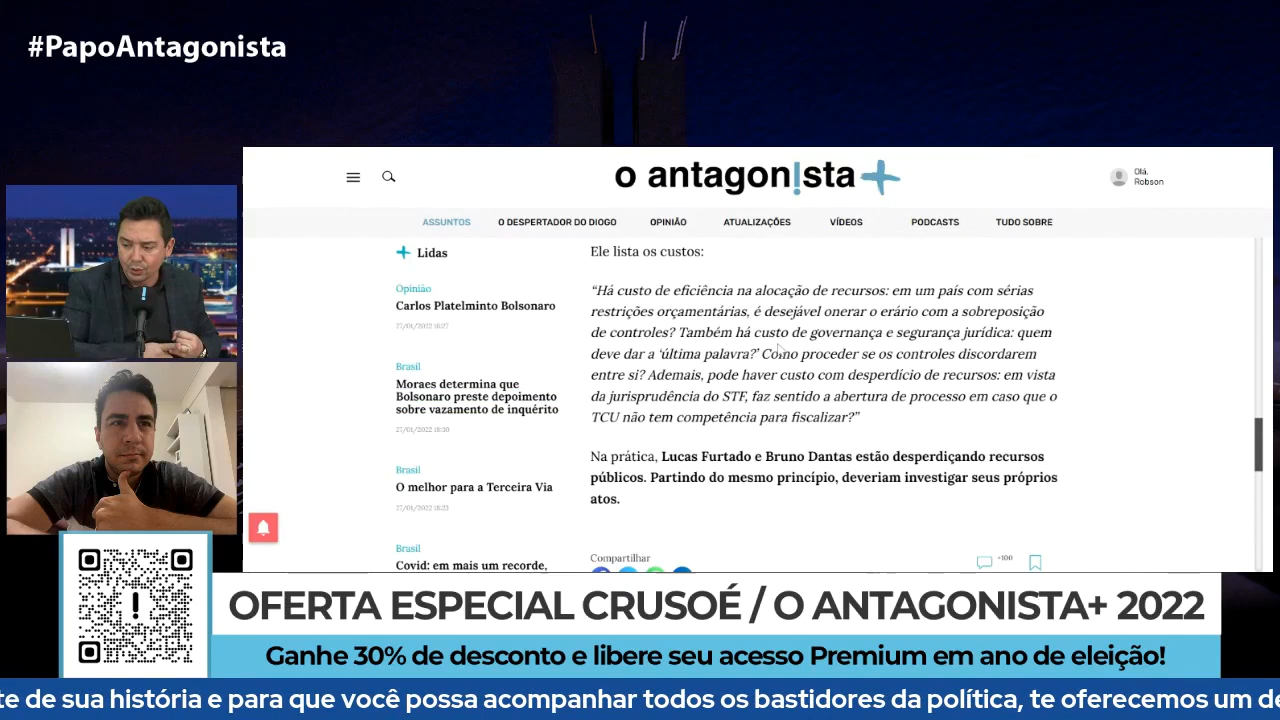 #PapoAntagonista
o antagon!sta+
Olá,
Robson
ASSUNTOS O DESPERTADOR DO DIOGO OPINIÃO ATUALIZAÇÕES VÍDEOS PODCASTS TUDO SOBRE
+ Lidas
Opinião
Carlos Platelminto Bolsonaro
27/01/2022 16:27
Brasil
Moraes determina que
Bolsonaro preste depoimento
sobre vazamento de inquérito
27/01/2022 18:30
Brasil
O melhor para a Terceira Via
27/01/2022 18:22
Brasil
Covid: em mais um recorde,
Ele lista os custos:
“Há custo de eficiência na alocação de recursos: em um país com sérias
restrições orçamentárias, é desejável onerar o erário com a sobreposição
de controles? Também há custo de governança e segurança jurídica: quem
deve dar a ‘última palavra?’ Como proceder se os controles discordarem
entre si? Ademais, pode haver custo com desperdício de recursos: em vista
da jurisprudência do STF, faz sentido a abertura de processo em caso que o
TCU não tem competência para fiscalizar?”
Na prática, Lucas Furtado e Bruno Dantas estão desperdiçando recursos
públicos. Partindo do mesmo princípio, deveriam investigar seus próprios
atos.
Compartilhar
+100
OFERTA ESPECIAL CRUSOÉ / O ANTAGONISTA+ 2022
Ganhe 30% de desconto e libere seu acesso Premium em ano de eleição!
te de sua história e para que você possa acompanhar todos os bastidores da política, te oferecemos um de